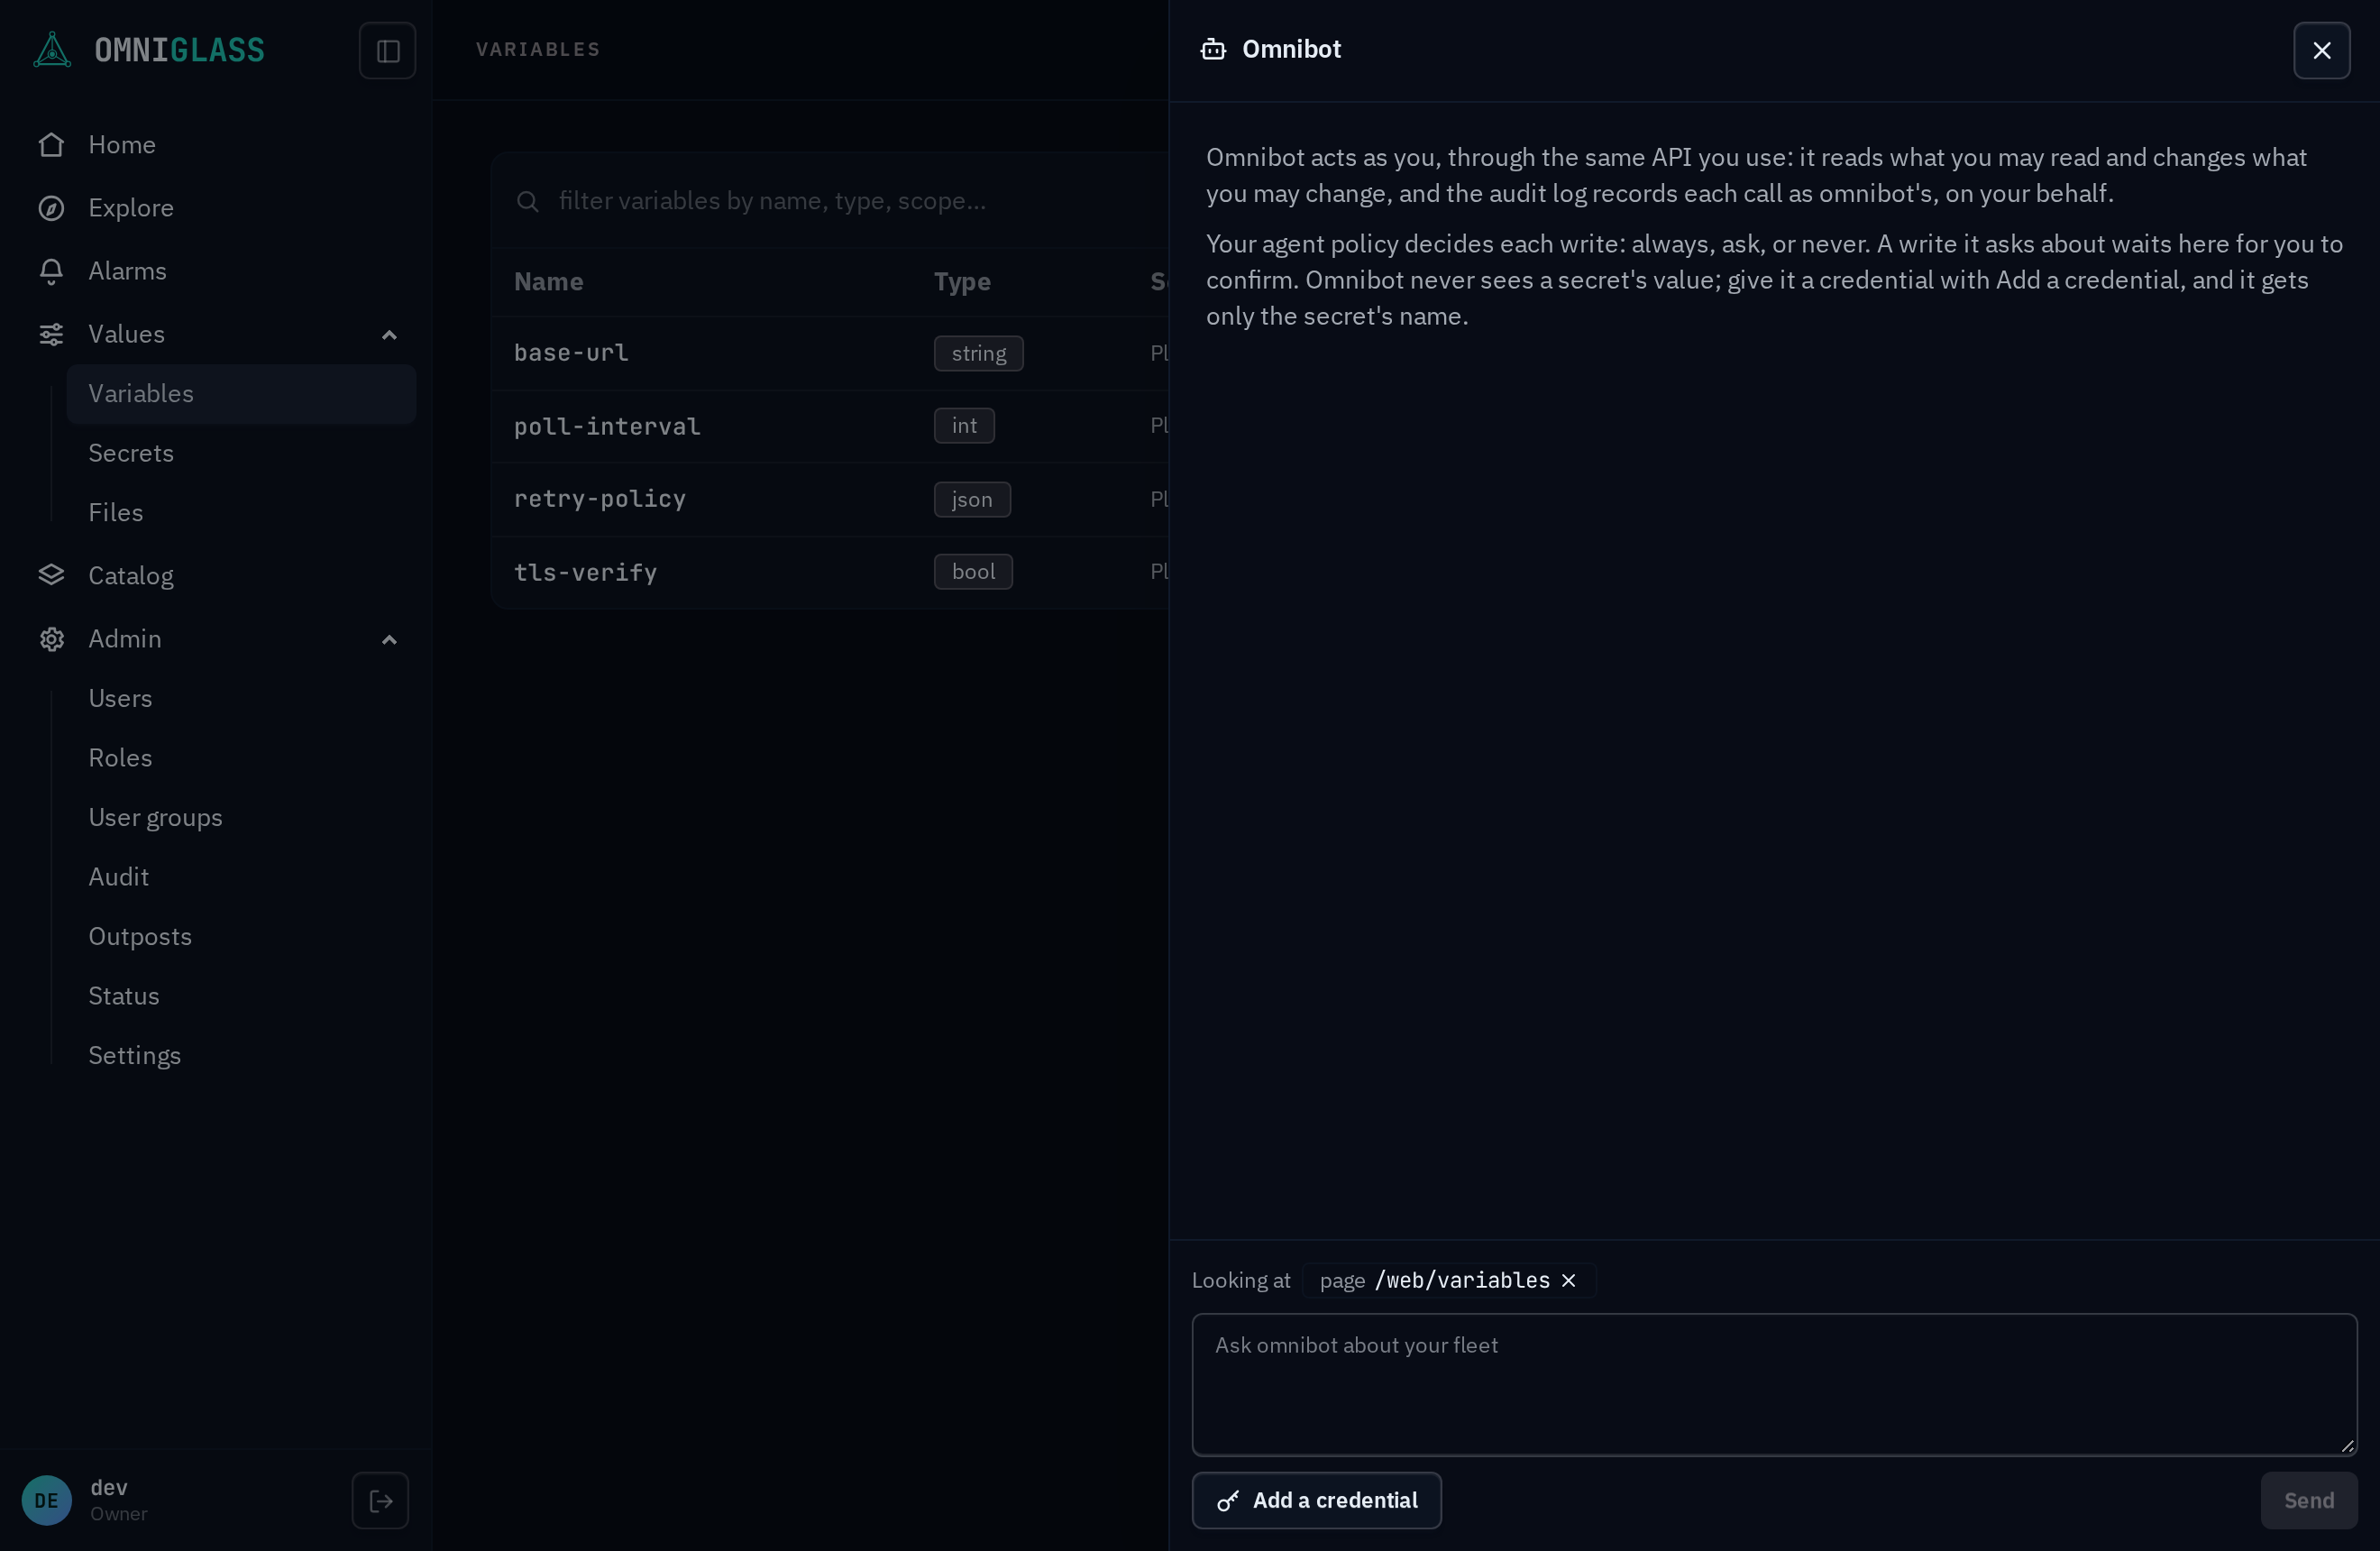 OMNIGLASS
Home
Explore
Alarms
Values
Variables
Secrets
Files
Catalog
Admin
Users
Roles
User groups
Audit
Outposts
Status
Settings
DE
dev
Owner
VARIABLES
filter variables by name, type, scope...
Name Type
base-url string
poll-interval int
retry-policy json
tls-verify bool
Omnibot
Omnibot acts as you, through the same API you use: it reads what you may read and changes what
you may change, and the audit log records each call as omnibot's, on your behalf.
Your agent policy decides each write: always, ask, or never. A write it asks about waits here for you to
confirm. Omnibot never sees a secret's value; give it a credential with Add a credential, and it gets
only the secret's name.
Looking at page /web/variables
Ask omnibot about your fleet
Add a credential
Send